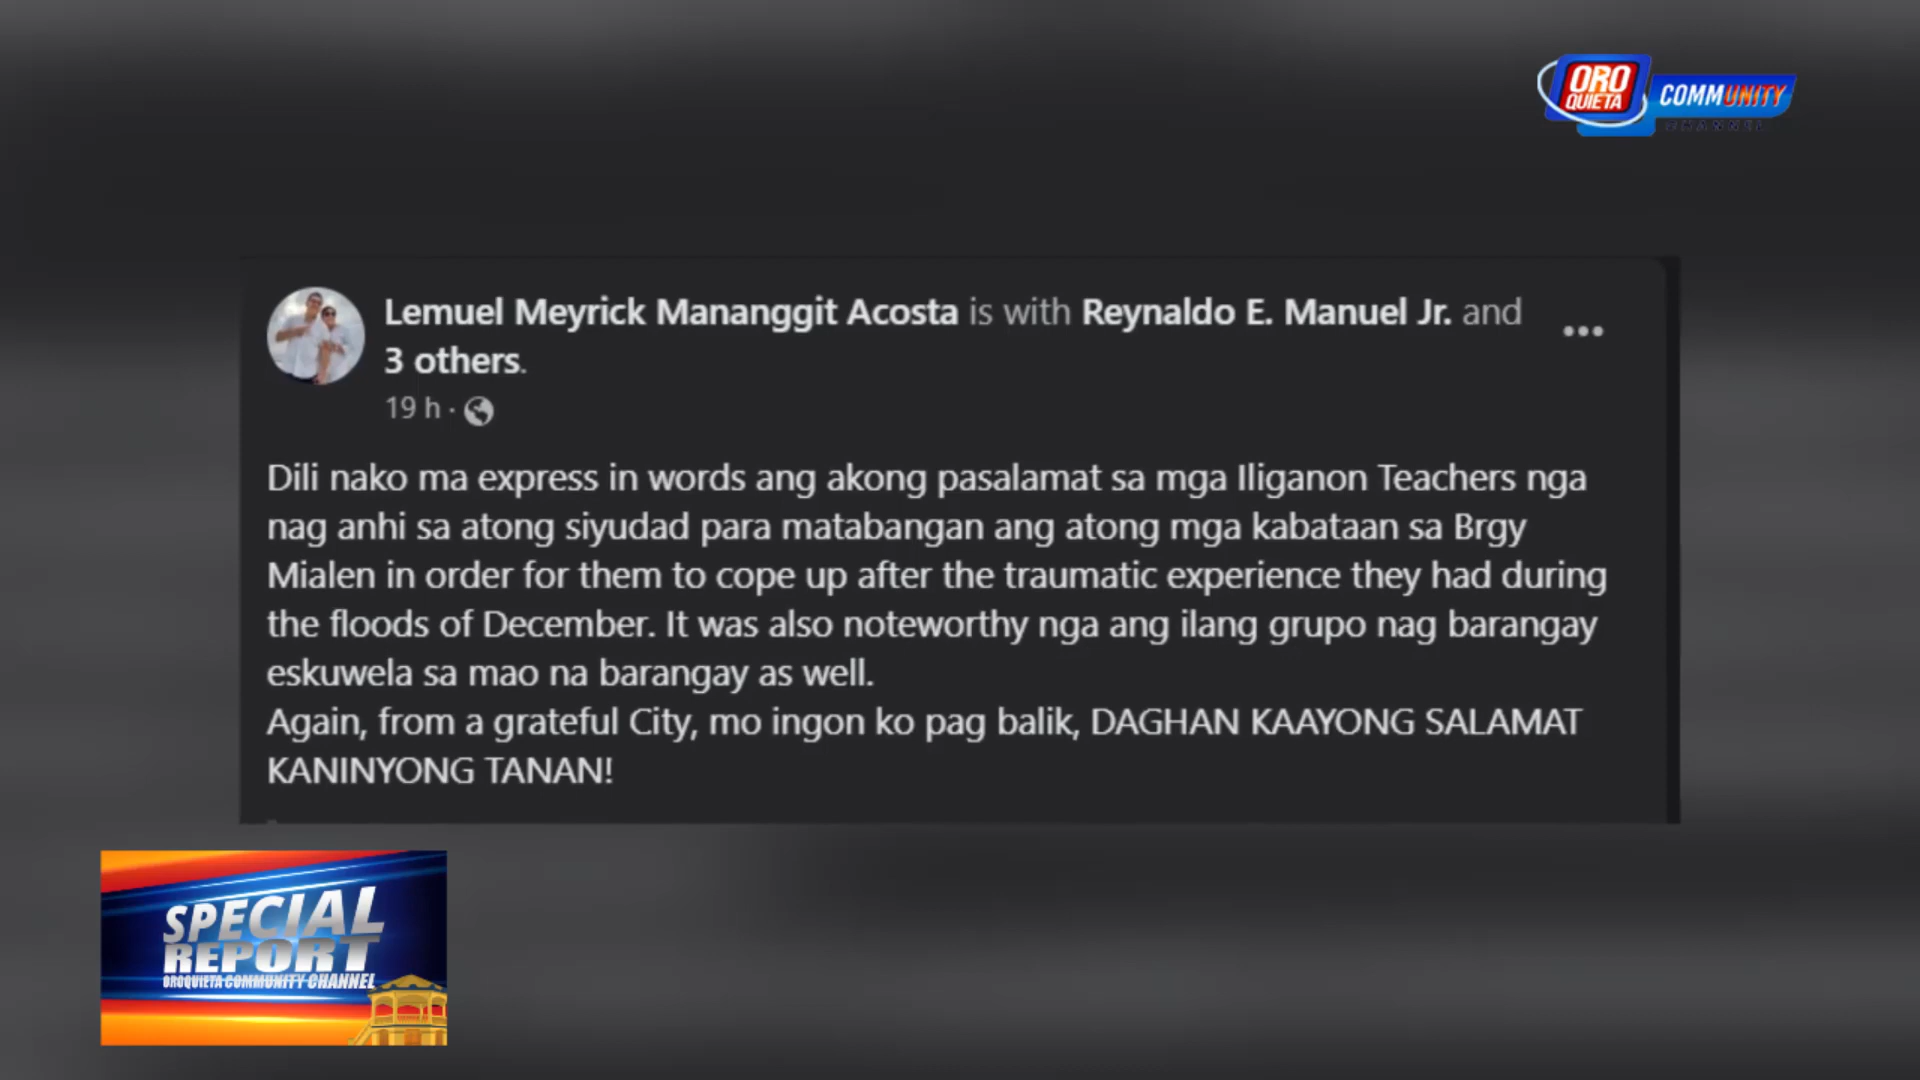 ORO
QUIETA
COMMUNITY
CHANNEL
Lemuel Meyrick Mananggit Acosta is with Reynaldo E. Manuel Jr. and
3 others.
19 h ·
Dili nako ma express in words ang akong pasalamat sa mga Iliganon Teachers nga
nag anhi sa atong siyudad para matabangan ang atong mga kabataan sa Brgy
Mialen in order for them to cope up after the traumatic experience they had during
the floods of December. It was also noteworthy nga ang ilang grupo nag barangay
eskuwela sa mao na barangay as well.
Again, from a grateful City, mo ingon ko pag balik, DAGHAN KAAYONG SALAMAT
KANINYONG TANAN!
SPECIAL
REPORT
OROQUIETA COMMUNITY CHANNEL